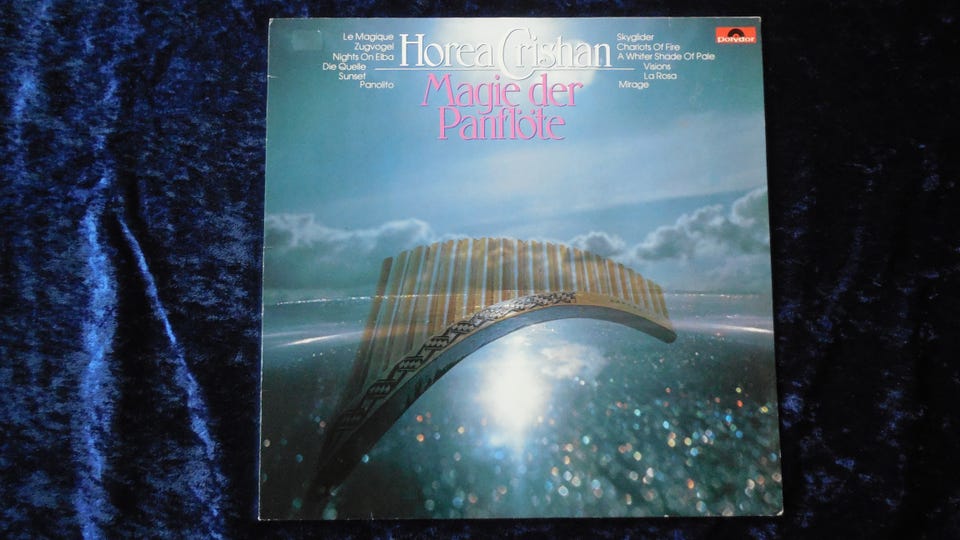 Le Magique
Zugvogel
Nights On Elba
Die Quelle
Sunset
Panolito
Horea Crishan
Magie der
Panflöte
Skyglider
Chariots Of Fire
A Whiter Shade Of Pale
Visions
La Rosa
Mirage
polydor